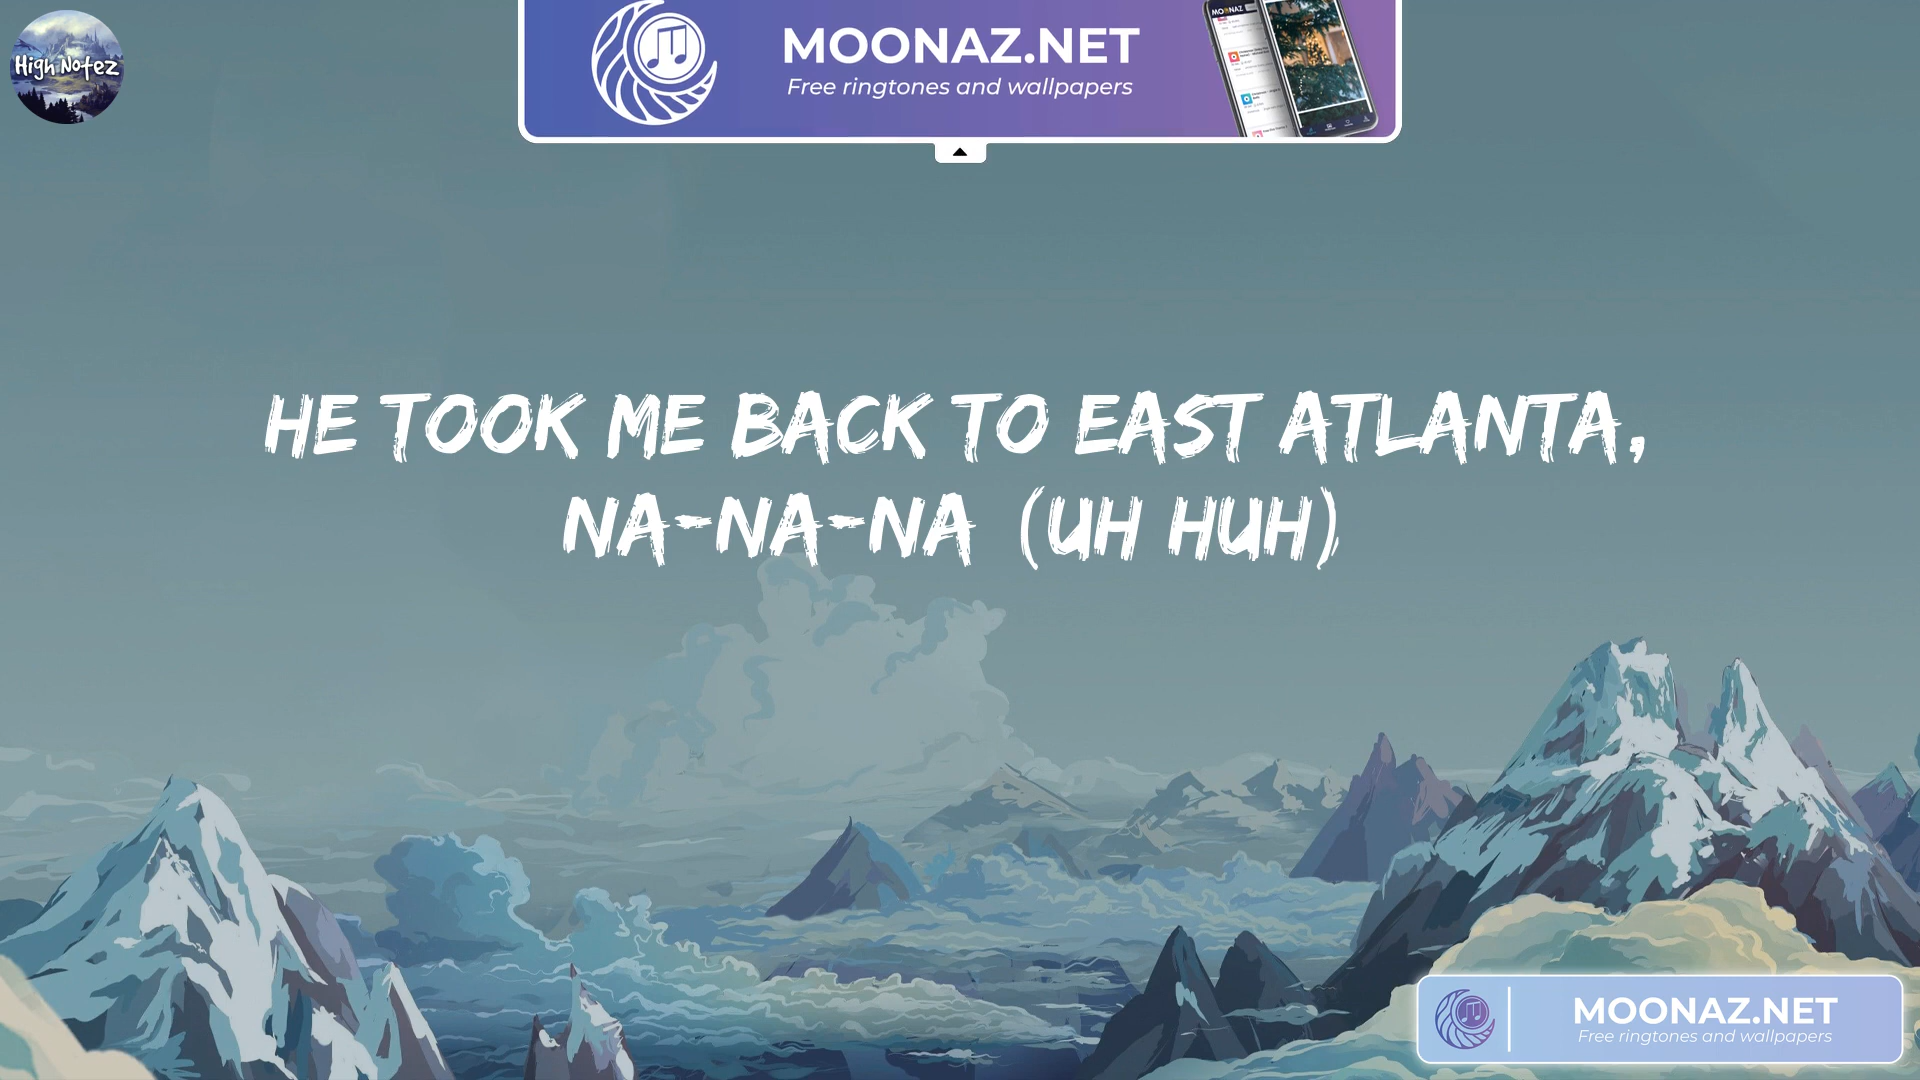 High Notez
MOONAZ.NET
Free ringtones and wallpapers
MOONAZ
HE TOOK ME BACK TO EAST ATLANTA,
NA-NA-NA (UH HUH)
MOONAZ.NET
Free ringtones and wallpapers